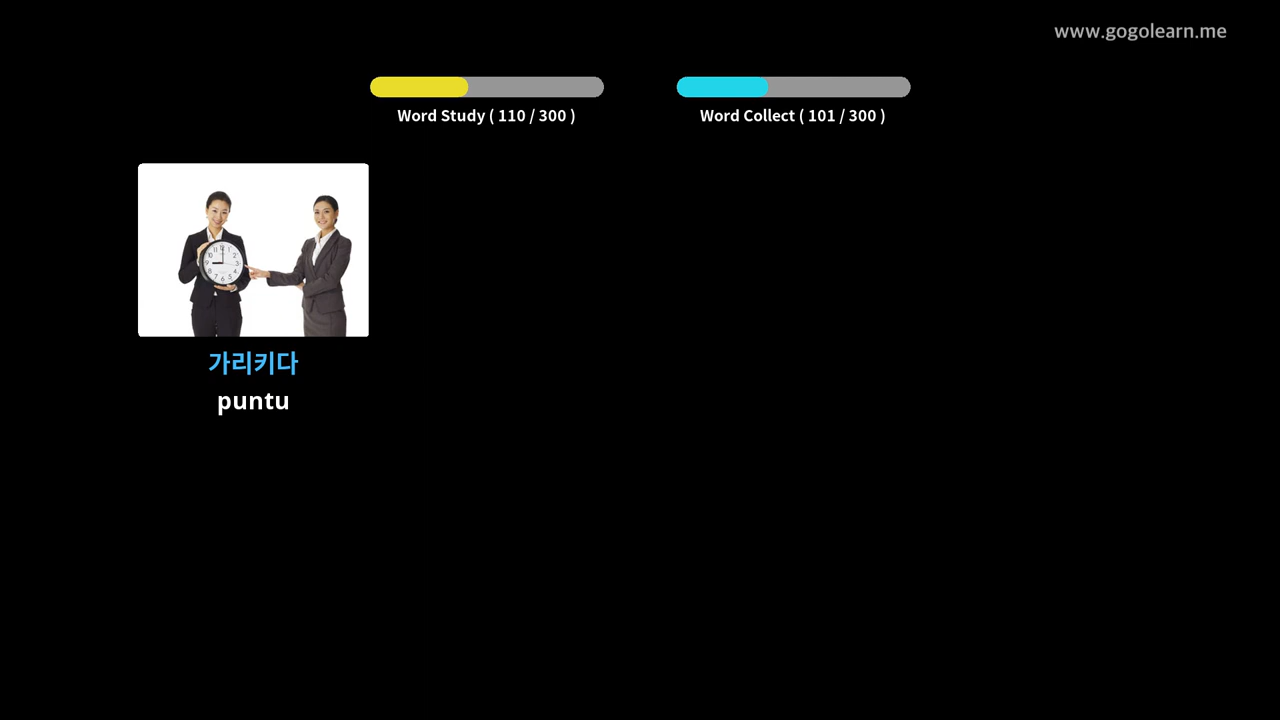 www.gogolearn.me
Word Study ( 110 / 300 )
Word Collect ( 101 / 300 )
가리키다
puntu